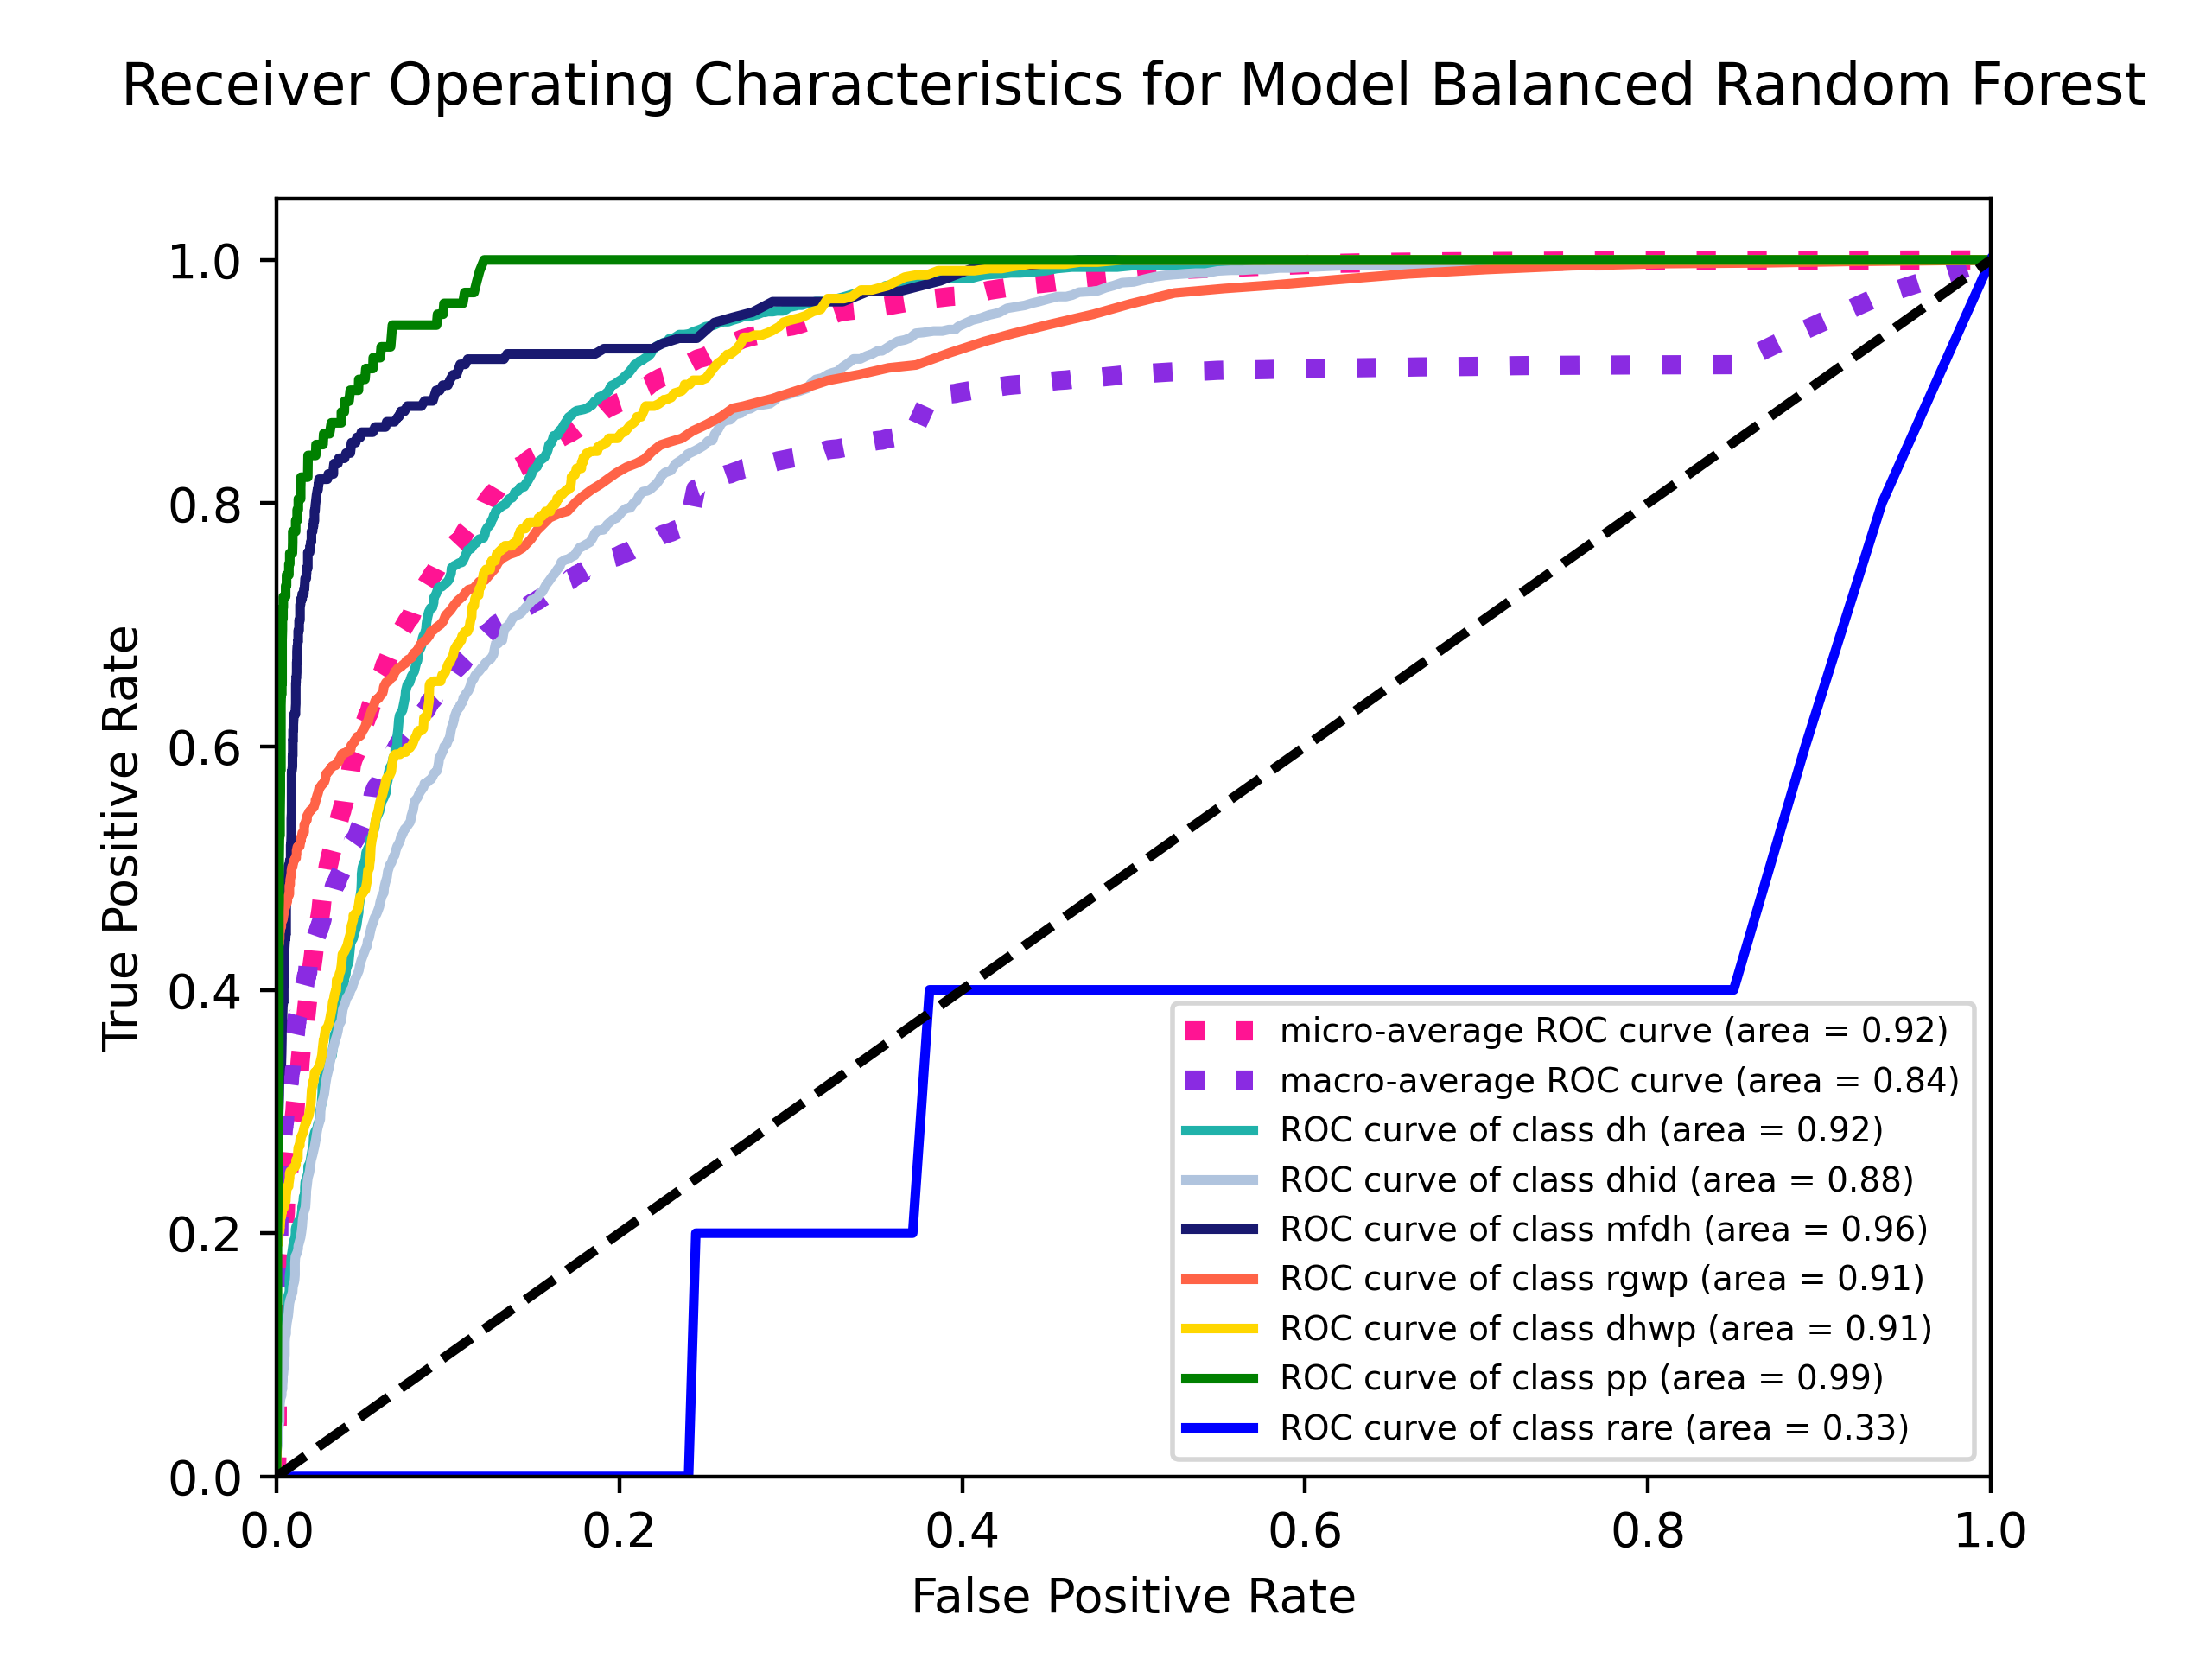 Receiver Operating Characteristics for Model Balanced Random Forest
1.0
0.8
0.6
0.4
0.2
0.0
True Positive Rate
micro-average ROC curve (area = 0.92)
macro-average ROC curve (area = 0.84)
ROC curve of class dh (area = 0.92)
ROC curve of class dhid (area = 0.88)
ROC curve of class mfdh (area = 0.96)
ROC curve of class rgwp (area = 0.91)
ROC curve of class dhwp (area = 0.91)
ROC curve of class pp (area = 0.99)
ROC curve of class rare (area = 0.33)
0.0 0.2 0.4 0.6 0.8 1.0
False Positive Rate